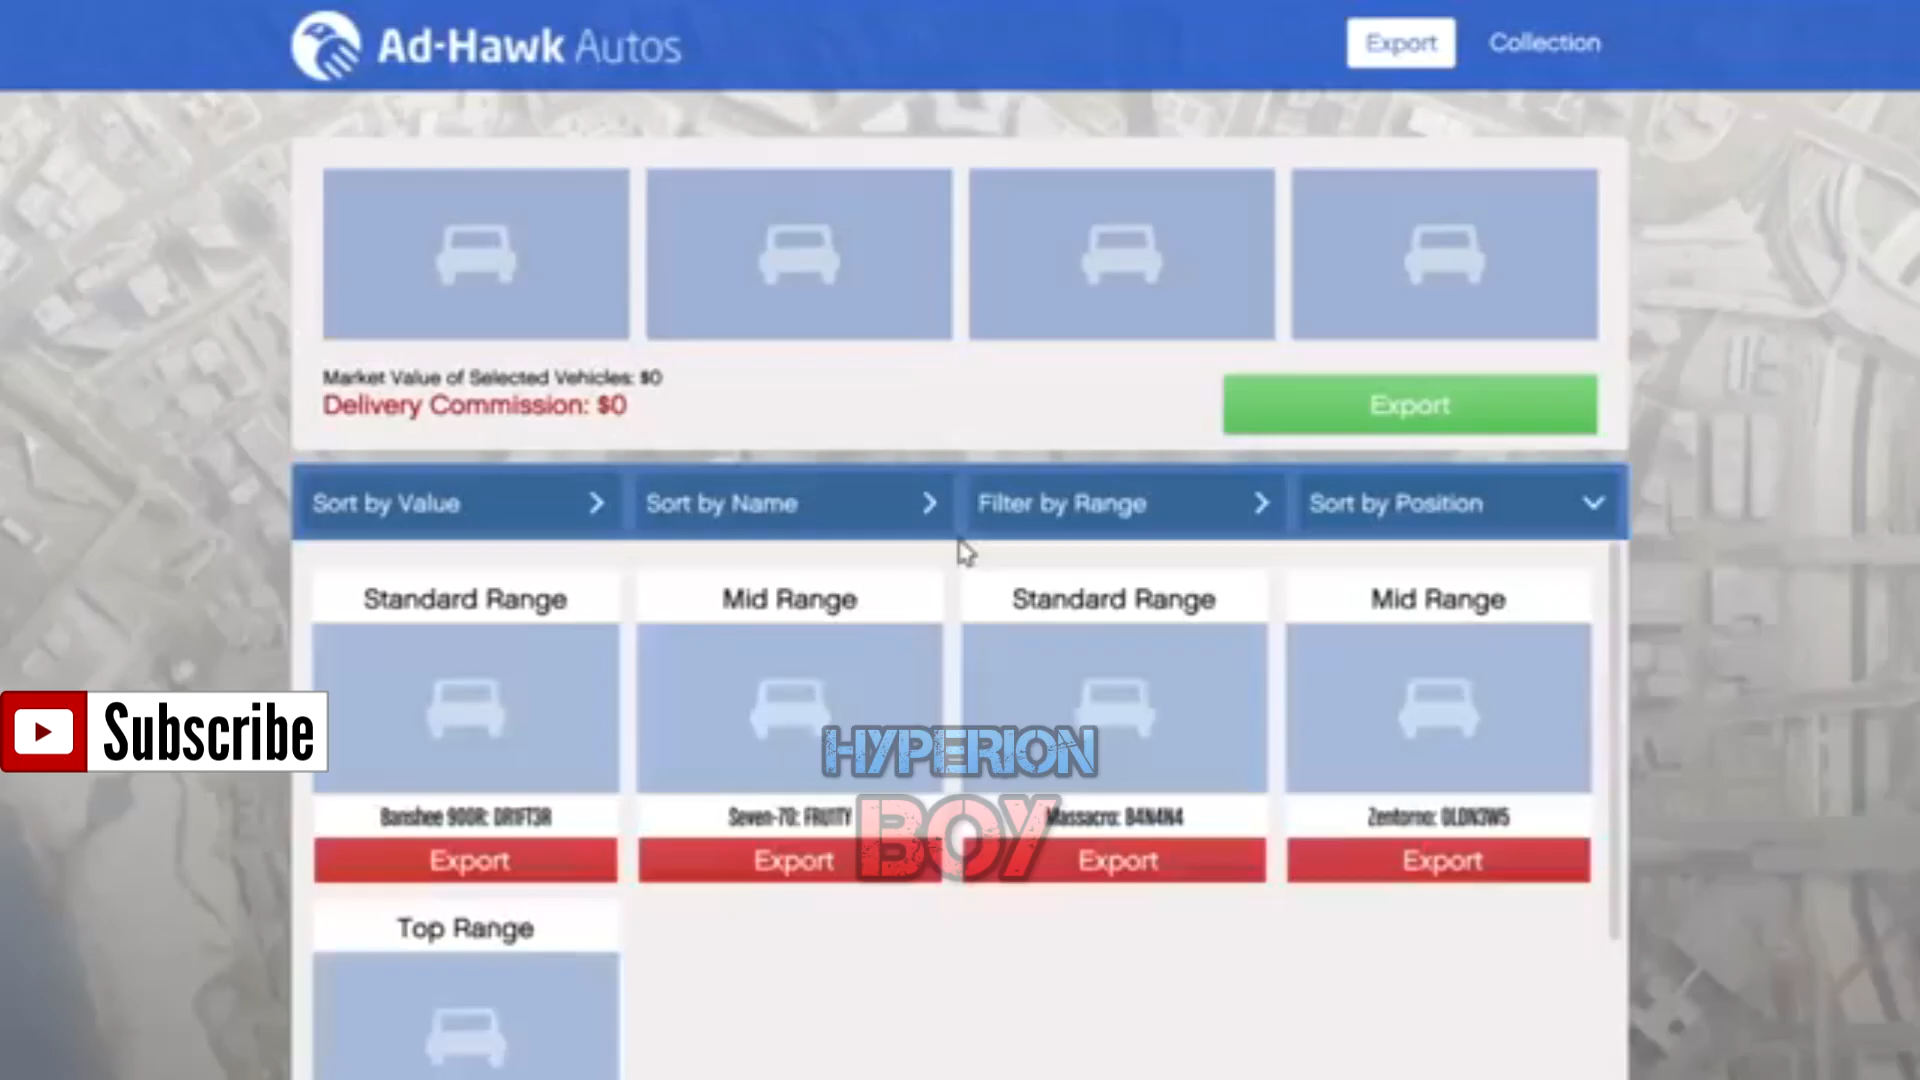 Ad-Hawk Autos
Export
Collection
Market Value of Selected Vehicles: $0
Delivery Commission: $0
Export
Sort by Value
Sort by Name
Filter by Range
Sort by Position
Standard Range
Mid Range
Standard Range
Mid Range
Subscribe
HYPERION
BOY
Banshee 900R: DR1FT3R
Seven-70: FRU1TY
Massacro: B4N4N4
Zentorno: 0LDN3W5
Export
Export
Export
Export
Top Range